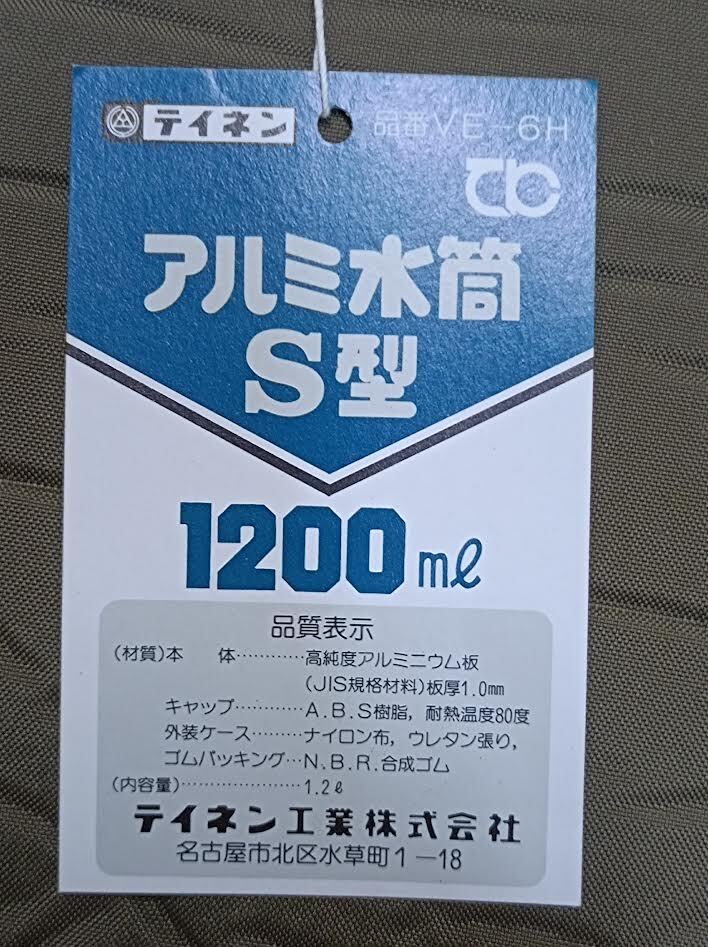 テイネン
品番VE-6H
アルミ水筒
S型
1200ml
品質表示
(材質)本 体…………高純度アルミニウム板
(JIS規格材料)板厚1.0mm
キャップ…………A.B.S樹脂, 耐熱温度80度
外装ケース………ナイロン布, ウレタン張り,
ゴムパッキング…N.B.R.合成ゴム
(内容量)…………………1.2ℓ
テイネン工業株式会社
名古屋市北区水草町1―18